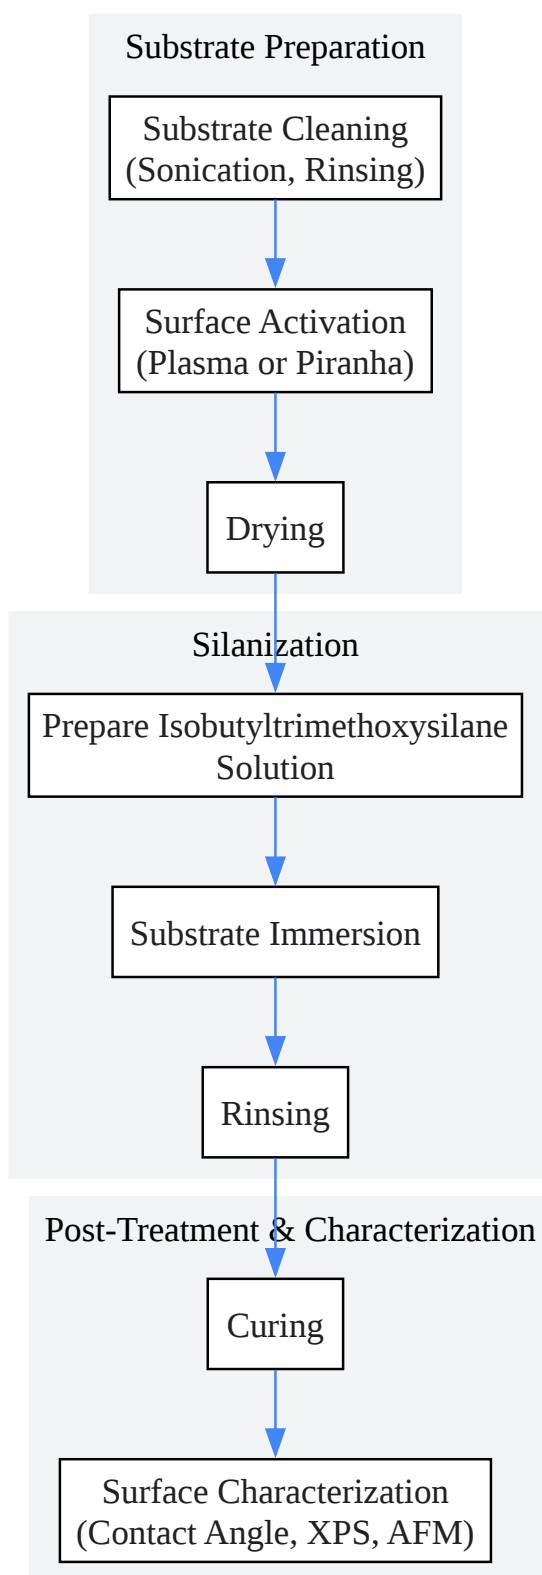 Substrate Preparation
Substrate Cleaning
(Sonication, Rinsing)
Surface Activation
(Plasma or Piranha)
Drying
Silanization
Prepare Isobutyltrimethoxysilane
Solution
Substrate Immersion
Rinsing
Post-Treatment & Characterization
Curing
Surface Characterization
(Contact Angle, XPS, AFM)